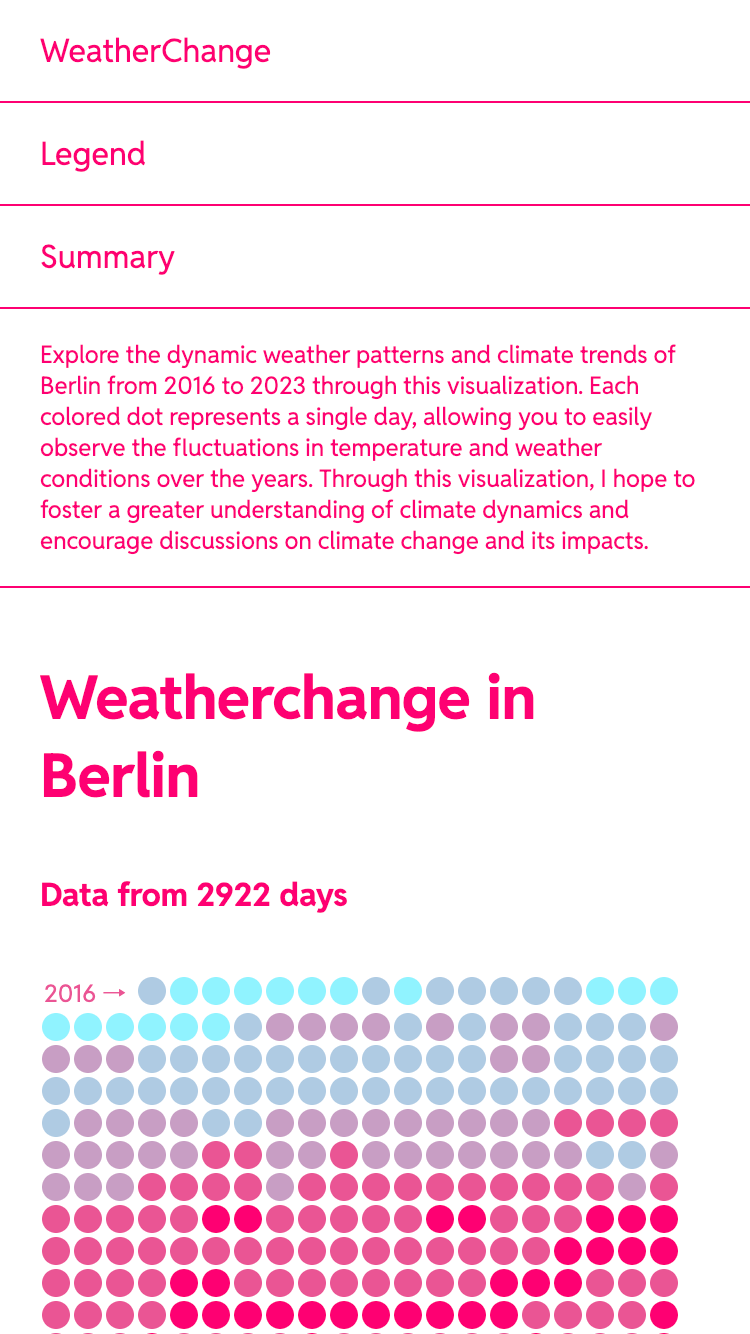 WeatherChange
Legend
Summary
Explore the dynamic weather patterns and climate trends of
Berlin from 2016 to 2023 through this visualization. Each
colored dot represents a single day, allowing you to easily
observe the fluctuations in temperature and weather
conditions over the years. Through this visualization, I hope to
foster a greater understanding of climate dynamics and
encourage discussions on climate change and its impacts.
Weatherchange in
Berlin
Data from 2922 days
2016 →